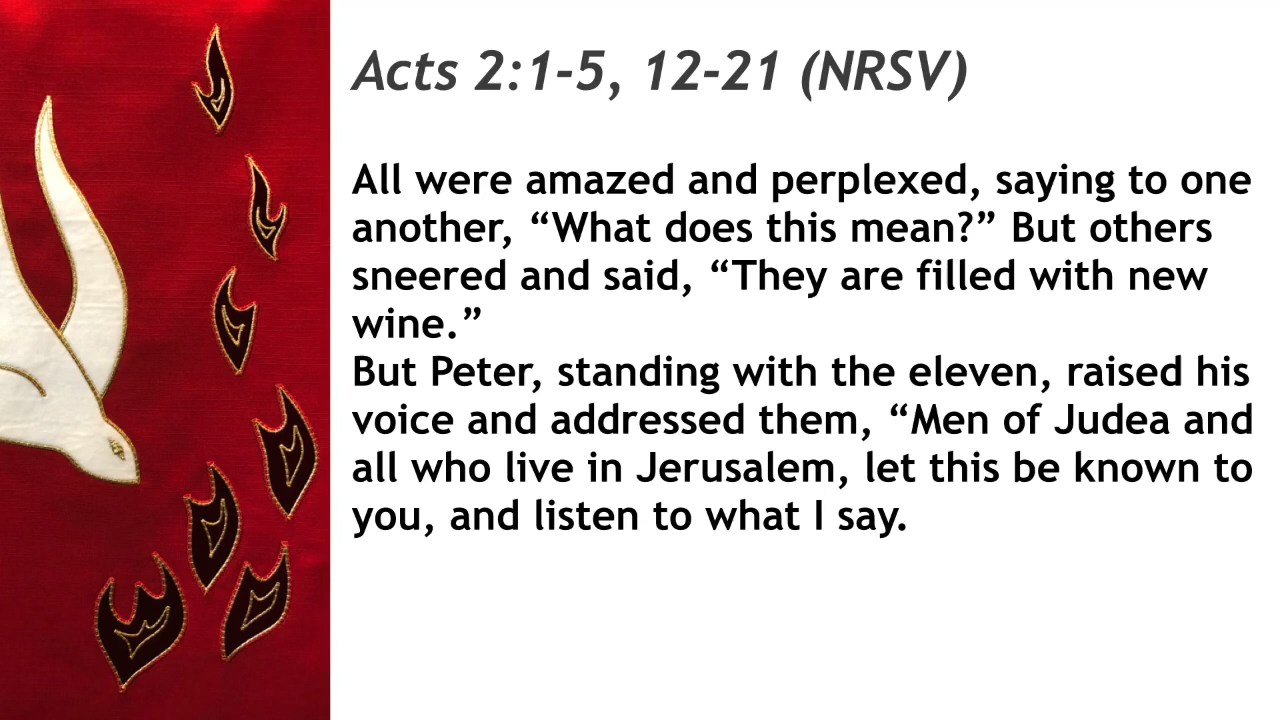 Acts 2:1-5, 12-21 (NRSV)
All were amazed and perplexed, saying to one
another, “What does this mean?” But others
sneered and said, “They are filled with new
wine.”
But Peter, standing with the eleven, raised his
voice and addressed them, “Men of Judea and
all who live in Jerusalem, let this be known to
you, and listen to what I say.